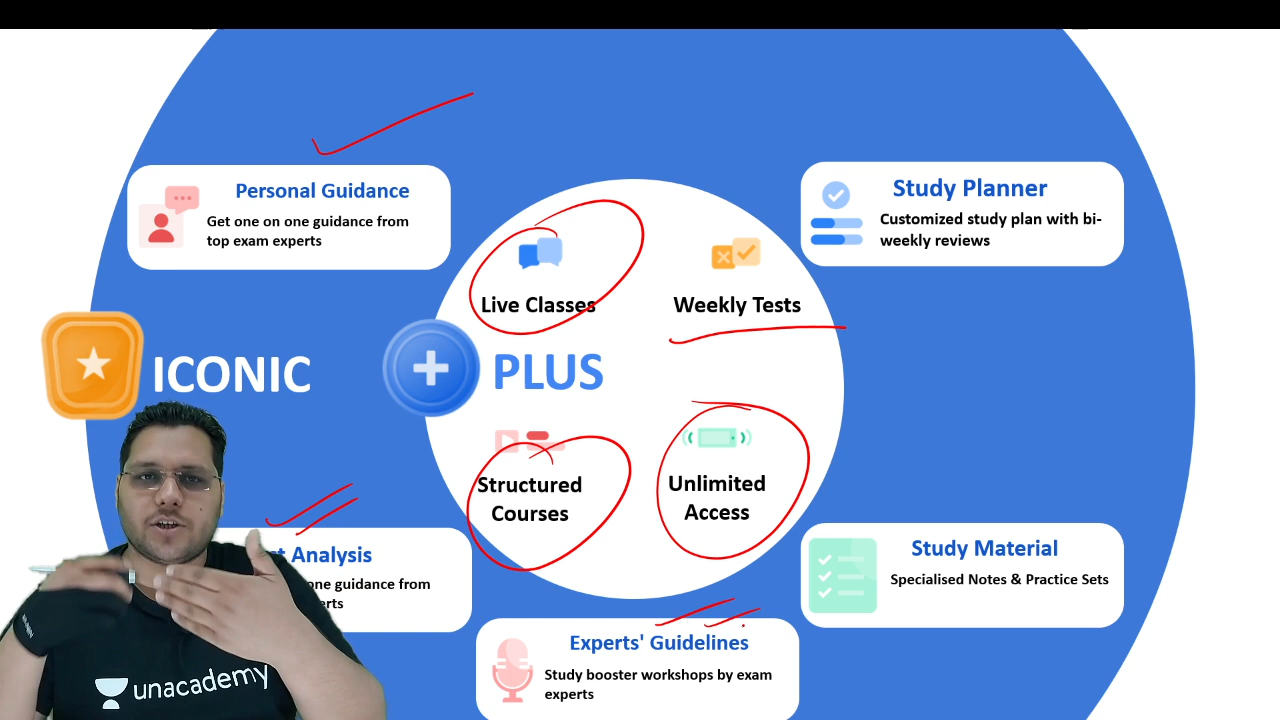 Personal Guidance
Get one on one guidance from
top exam experts
Study Planner
Customized study plan with bi-
weekly reviews
Live Classes
Weekly Tests
ICONIC
PLUS
Structured
Courses
Unlimited
Access
Analysis
guidance from
Study Material
Specialised Notes & Practice Sets
Experts' Guidelines
Study booster workshops by exam
experts
unacademy